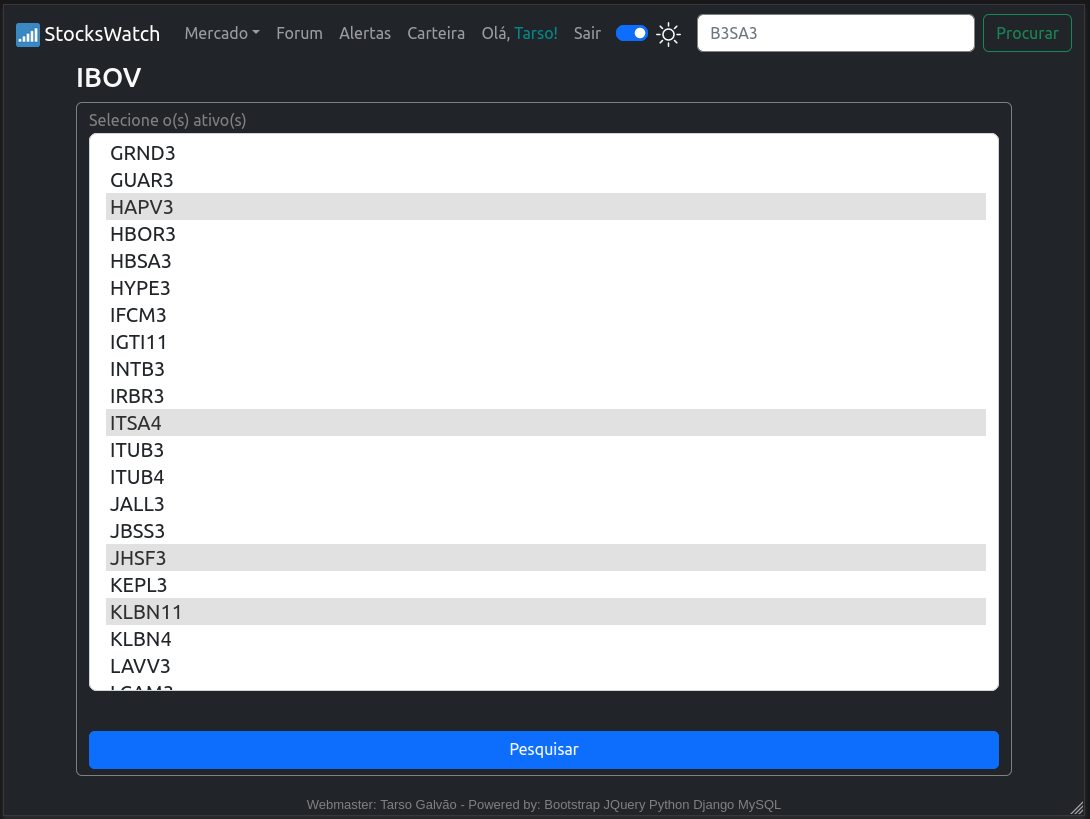 StocksWatch Mercado Forum Alertas Carteira Olá, Tarso! Sair B3SA3 Procurar
IBOV
Selecione o(s) ativo(s)
GRND3
GUAR3
HAPV3
HBOR3
HBSA3
HYPE3
IFCM3
IGTI11
INTB3
IRBR3
ITSA4
ITUB3
ITUB4
JALL3
JBSS3
JHSF3
KEPL3
KLBN11
KLBN4
LAVV3
Pesquisar
Webmaster: Tarso Galvão - Powered by: Bootstrap JQuery Python Django MySQL